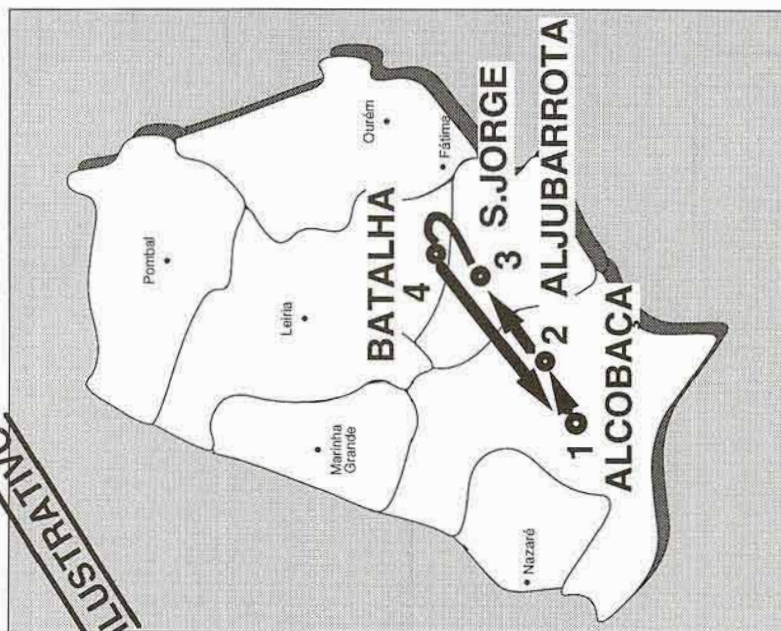 ILUSTRATIVO
Pombal
Leiria
Marinha
Grande
Nazaré
Ourém
Fátima
BATALHA
4
S.JORGE
3
ALJUBARROTA
2
1
ALCOBAÇA